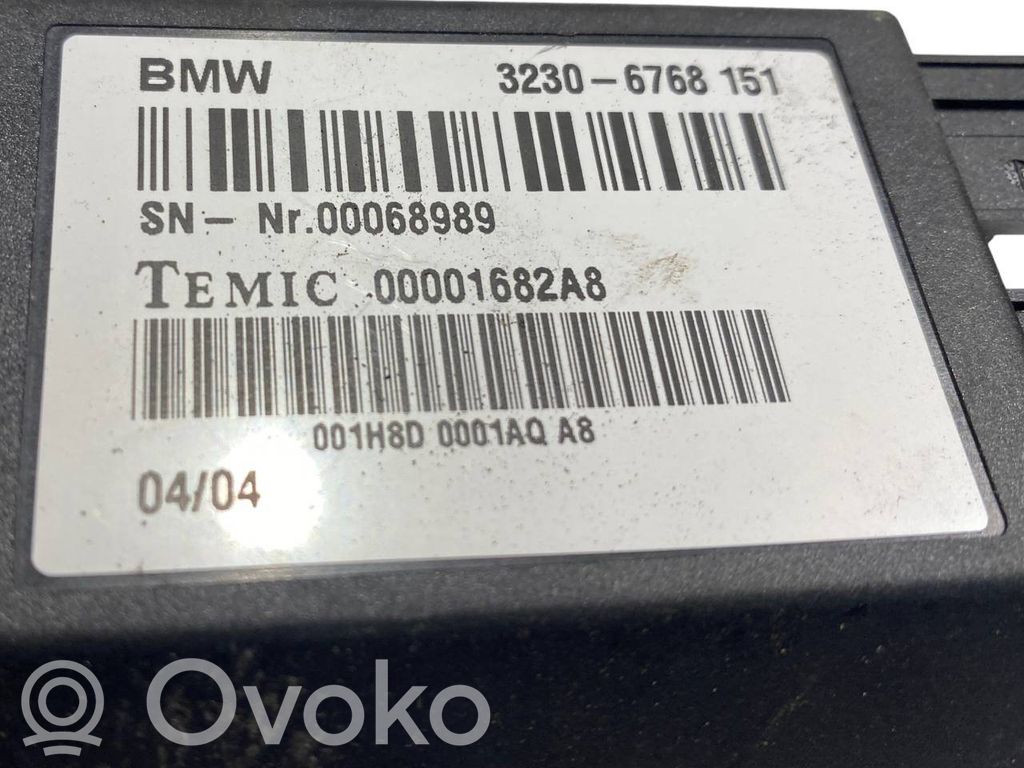 BMW 3230-6768 151
SN- Nr.00068989
TEMIC 00001682A8
001H8D 0001AQ A8
04/04
Ovoko